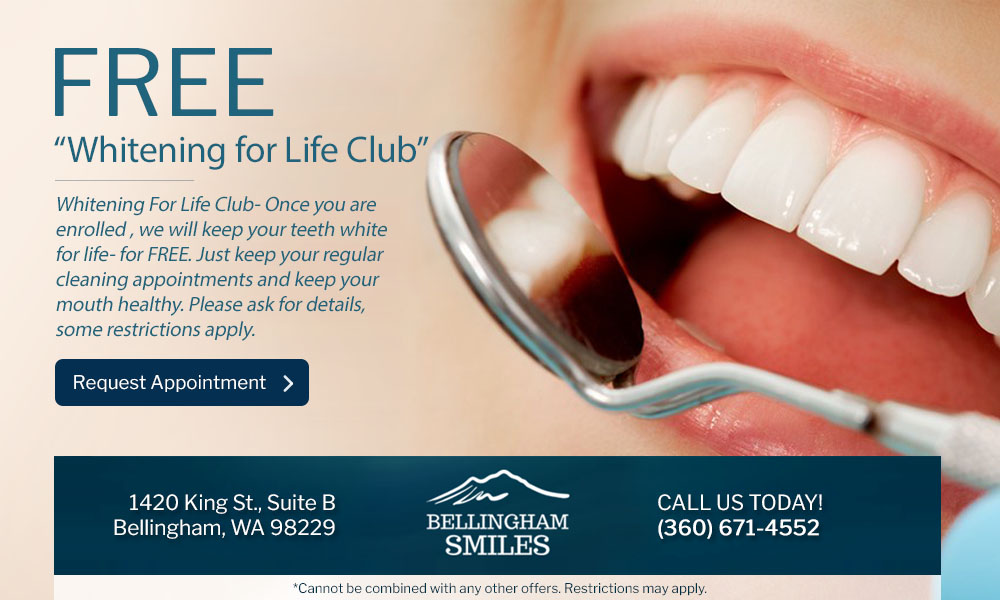 FREE
“Whitening for Life Club”
Whitening For Life Club- Once you are
enrolled , we will keep your teeth white
for life- for FREE. Just keep your regular
cleaning appointments and keep your
mouth healthy. Please ask for details,
some restrictions apply.
Request Appointment
1420 King St., Suite B
Bellingham, WA 98229
BELLINGHAM
SMILES
CALL US TODAY!
(360) 671-4552
*Cannot be combined with any other offers. Restrictions may apply.